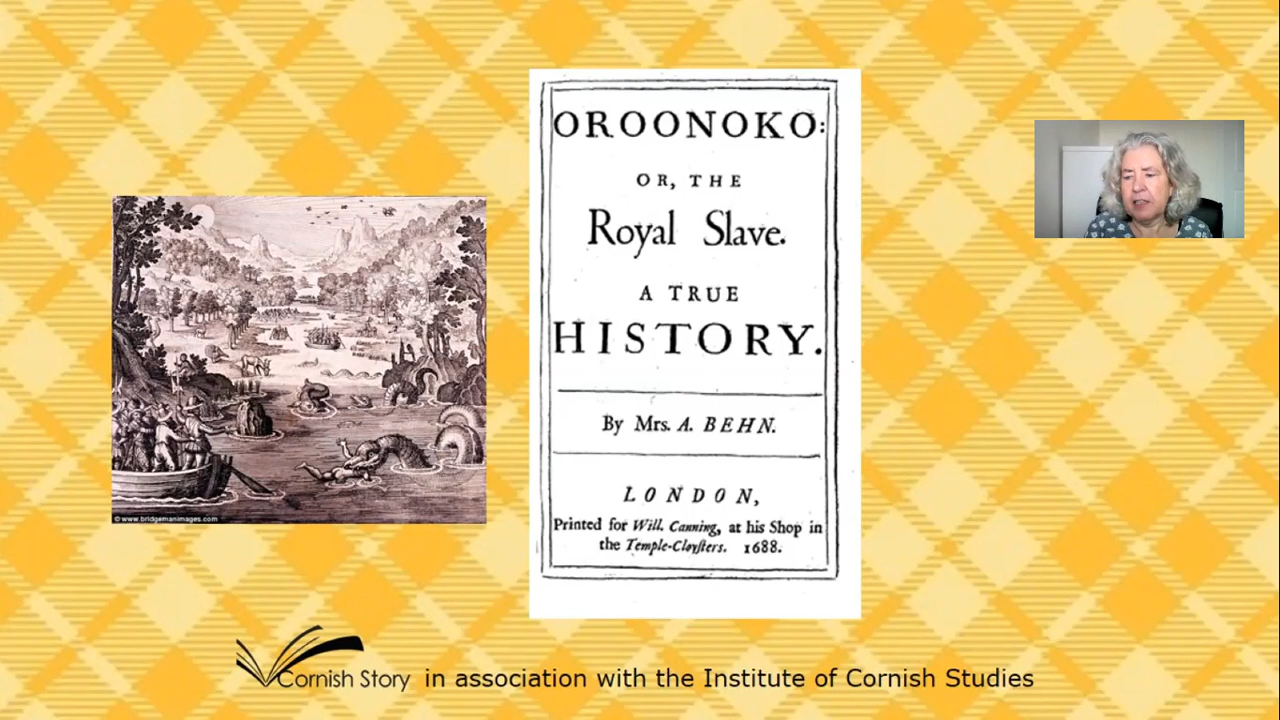 OROONOKO:
OR, THE
Royal Slave.
A TRUE
HISTORY.
By Mrs. A. BEHN.
LONDON,
Printed for Will. Canning, at his Shop in
the Temple-Cloyſters. 1688.
© www.bridgemanimages.com
Cornish Story in association with the Institute of Cornish Studies